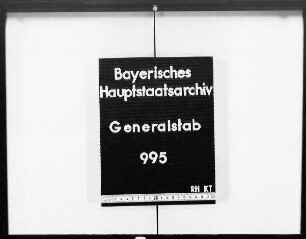 Bayerisches
Hauptstaatsarchiv
Generalstab
995
RH KT